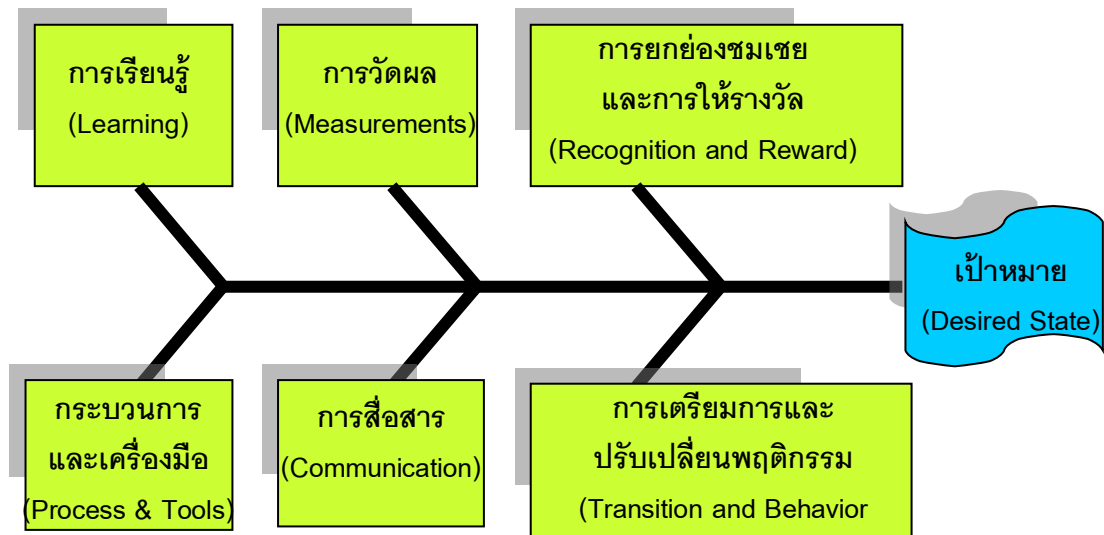 การเรียนรู้
(Learning)
การวัดผล
(Measurements)
การยกย่องชมเชย
และการให้รางวัล
(Recognition and Reward)
เป้าหมาย
(Desired State)
กระบวนการ
และเครื่องมือ
(Process & Tools)
การสื่อสาร
(Communication)
การเตรียมการและ
ปรับเปลี่ยนพฤติกรรม
(Transition and Behavior